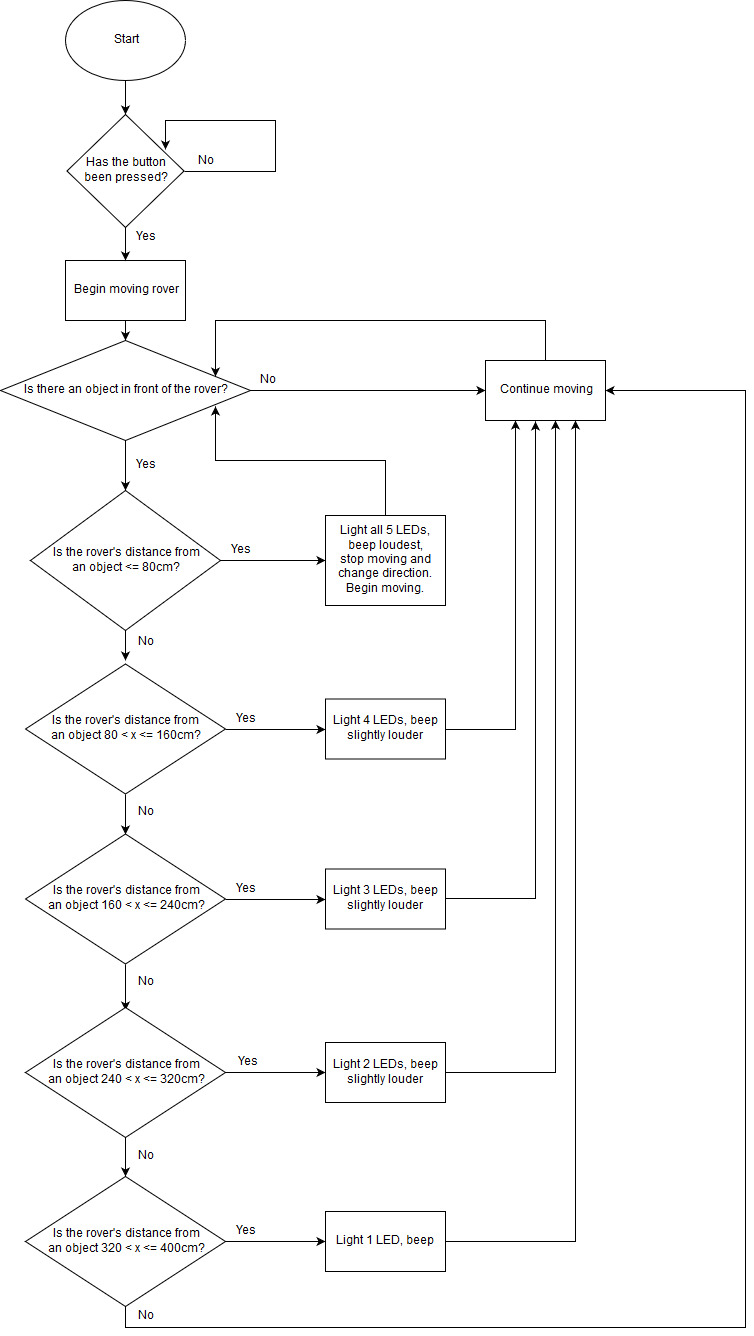 Start
Has the button
been pressed?
No
Yes
Begin moving rover
Is there an object in front of the rover?
No
Continue moving
Yes
Is the rover's distance from
an object <= 80cm?
Yes
Light all 5 LEDs,
beep loudest,
stop moving and
change direction.
Begin moving.
No
Is the rover's distance from
an object 80 < x <= 160cm?
Yes
Light 4 LEDs, beep
slightly louder
No
Is the rover's distance from
an object 160 < x <= 240cm?
Yes
Light 3 LEDs, beep
slightly louder
No
Is the rover's distance from
an object 240 < x <= 320cm?
Yes
Light 2 LEDs, beep
slightly louder
No
Is the rover's distance from
an object 320 < x <= 400cm?
Yes
Light 1 LED, beep
No